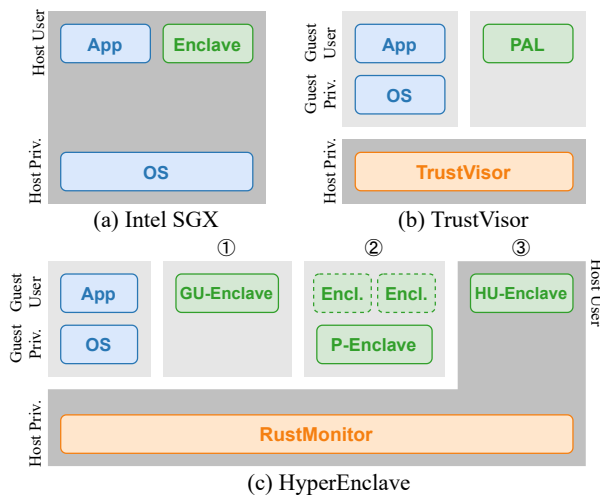 Host User
App
Enclave
Host Priv.
OS
(a) Intel SGX
Guest User
App
PAL
Guest Priv.
OS
Host Priv.
TrustVisor
(b) TrustVisor
①
②
③
Guest User
App
GU-Enclave
Encl.
Encl.
HU-Enclave
Host User
Guest Priv.
OS
P-Enclave
Host Priv.
RustMonitor
(c) HyperEnclave